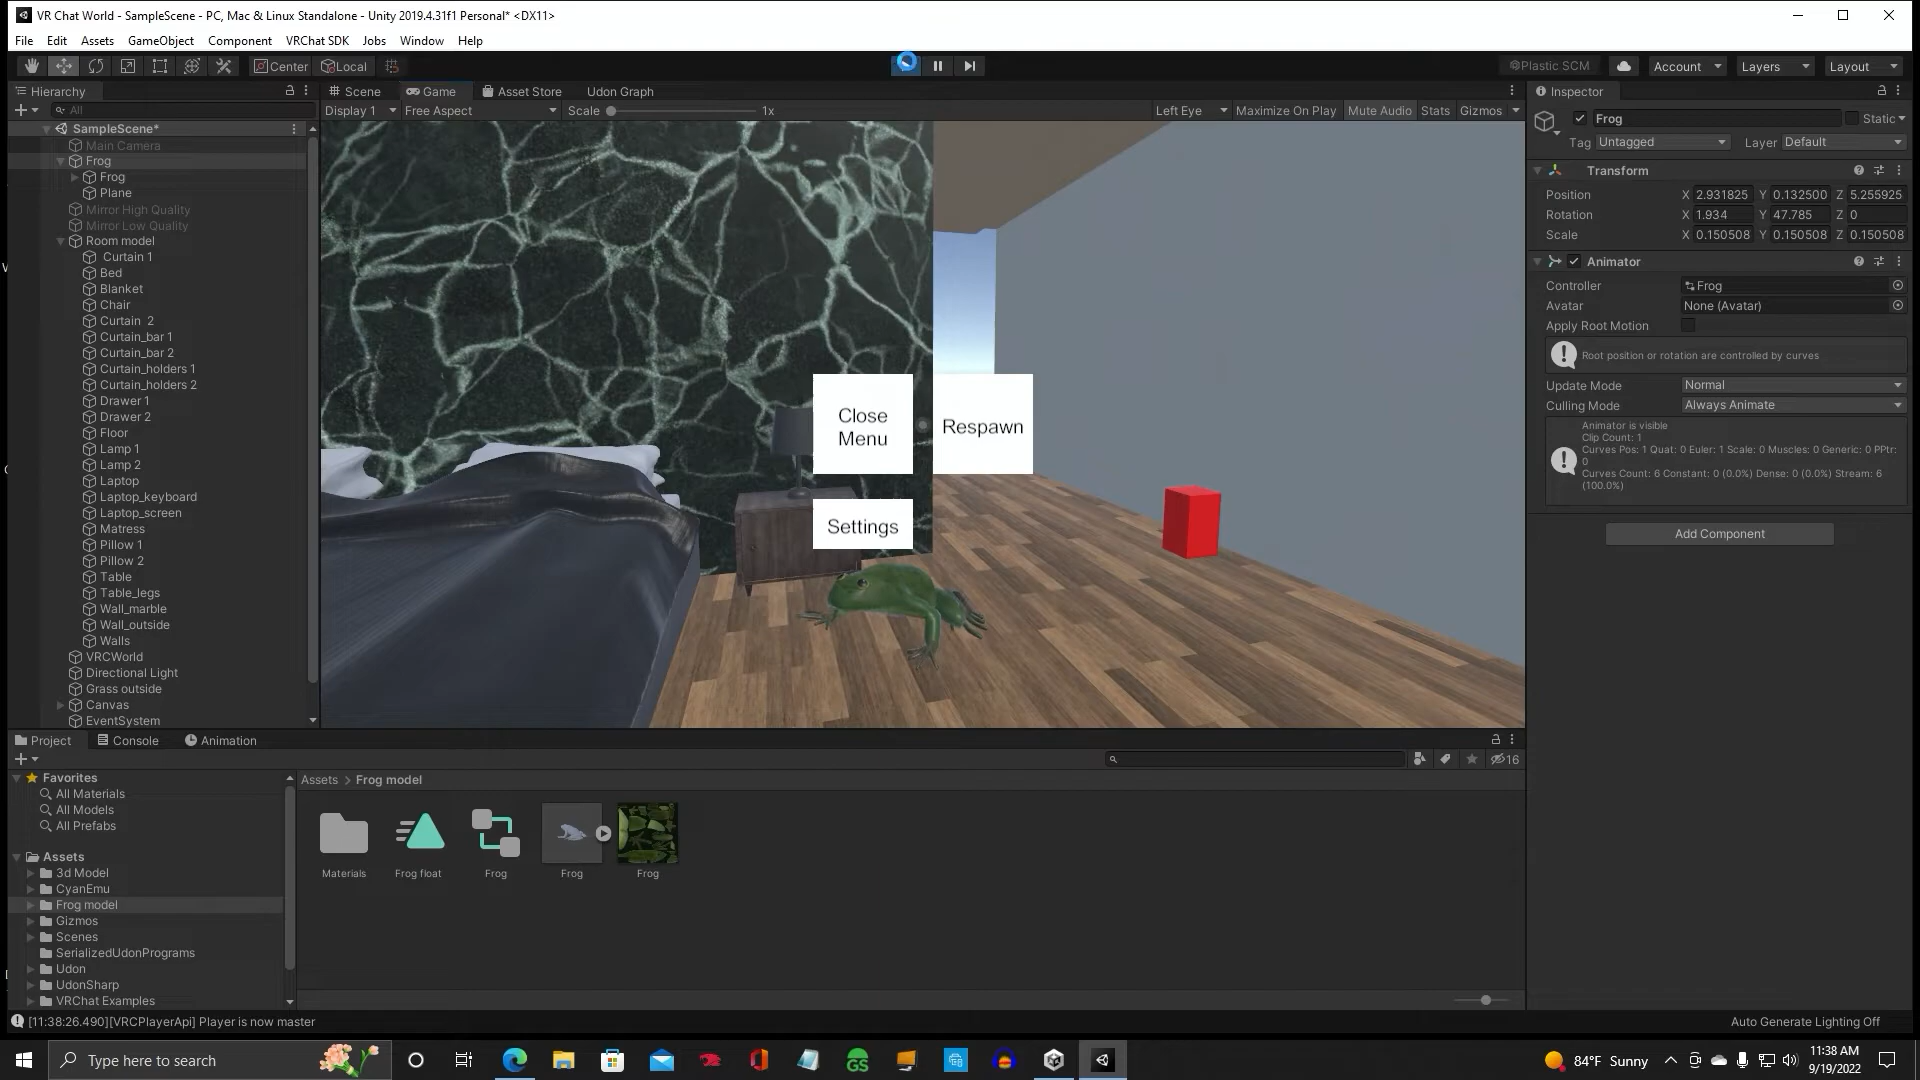 VR Chat World - SampleScene - PC, Mac & Linux Standalone - Unity 2019.4.31f1 Personal* <DX11>
File Edit Assets GameObject Component VRChat SDK Jobs Window Help
Center Local Plastic SCM Account Layers Layout
Hierarchy
All
SampleScene*
Main Camera
Frog
Frog
Plane
Mirror High Quality
Mirror Low Quality
Room model
Curtain 1
Bed
Blanket
Chair
Curtain 2
Curtain_bar 1
Curtain_bar 2
Curtain_holders 1
Curtain_holders 2
Drawer 1
Drawer 2
Floor
Lamp 1
Lamp 2
Laptop
Laptop_keyboard
Laptop_screen
Matress
Pillow 1
Pillow 2
Table
Table_legs
Wall_marble
Wall_outside
Walls
VRCWorld
Directional Light
Grass outside
Canvas
EventSystem
Scene Game Asset Store Udon Graph
Display 1 Free Aspect Scale 1x Left Eye Maximize On Play Mute Audio Stats Gizmos
Close
Menu
Respawn
Settings
Inspector
Frog Static
Tag Untagged Layer Default
Transform
Position X 2.931825 Y 0.132500 Z 5.255925
Rotation X 1.934 Y 47.785 Z 0
Scale X 0.150508 Y 0.150508 Z 0.150508
Animator
Controller Frog
Avatar None (Avatar)
Apply Root Motion
Root position or rotation are controlled by curves
Update Mode Normal
Culling Mode Always Animate
Animator is visible
Clip Count: 1
Curves Pos: 1 Quat: 0 Euler: 1 Scale: 0 Muscles: 0 Generic: 0 PPtr:
0
Curves Count: 6 Constant: 0 (0.0%) Dense: 0 (0.0%) Stream: 6
(100.0%)
Add Component
Project Console Animation
16
Favorites
All Materials
All Models
All Prefabs
Assets
3d Model
CyanEmu
Frog model
Gizmos
Scenes
SerializedUdonPrograms
Udon
UdonSharp
VRChat Examples
Assets > Frog model
Materials Frog float Frog Frog Frog
[11:38:26.490][VRCPlayerApi] Player is now master
Auto Generate Lighting Off
Type here to search
GS
84°F Sunny
11:38 AM
9/19/2022